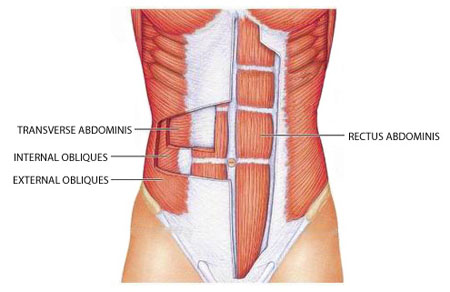 TRANSVERSE ABDOMINIS
INTERNAL OBLIQUES
EXTERNAL OBLIQUES
RECTUS ABDOMINIS